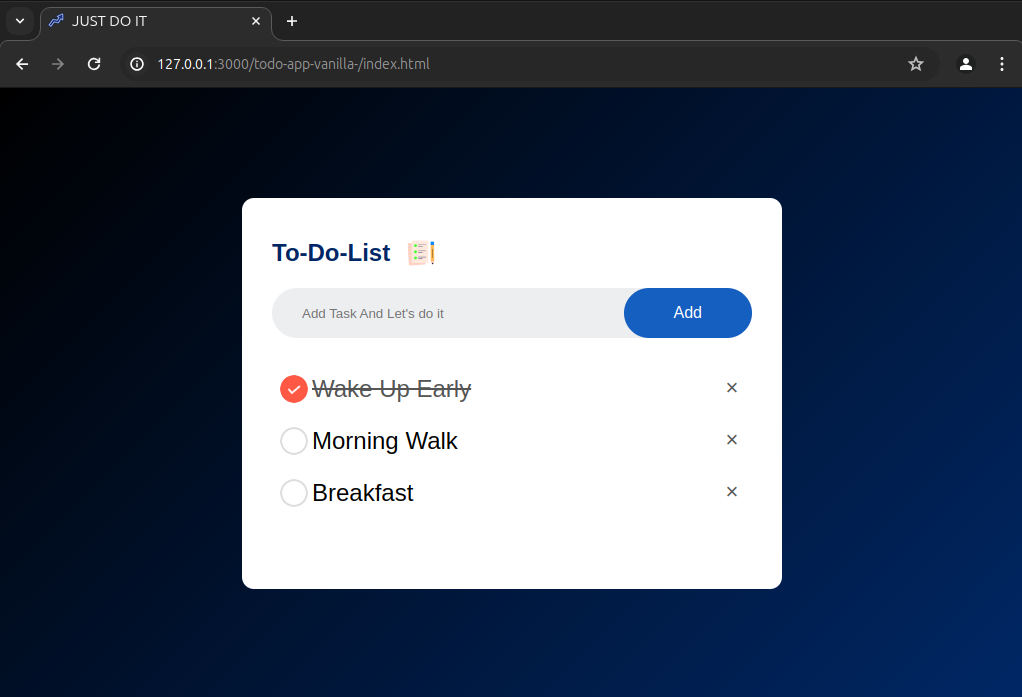 JUST DO IT
127.0.0.1:3000/todo-app-vanilla-/index.html
To-Do-List
Add Task And Let's do it
Add
Wake Up Early
Morning Walk
Breakfast